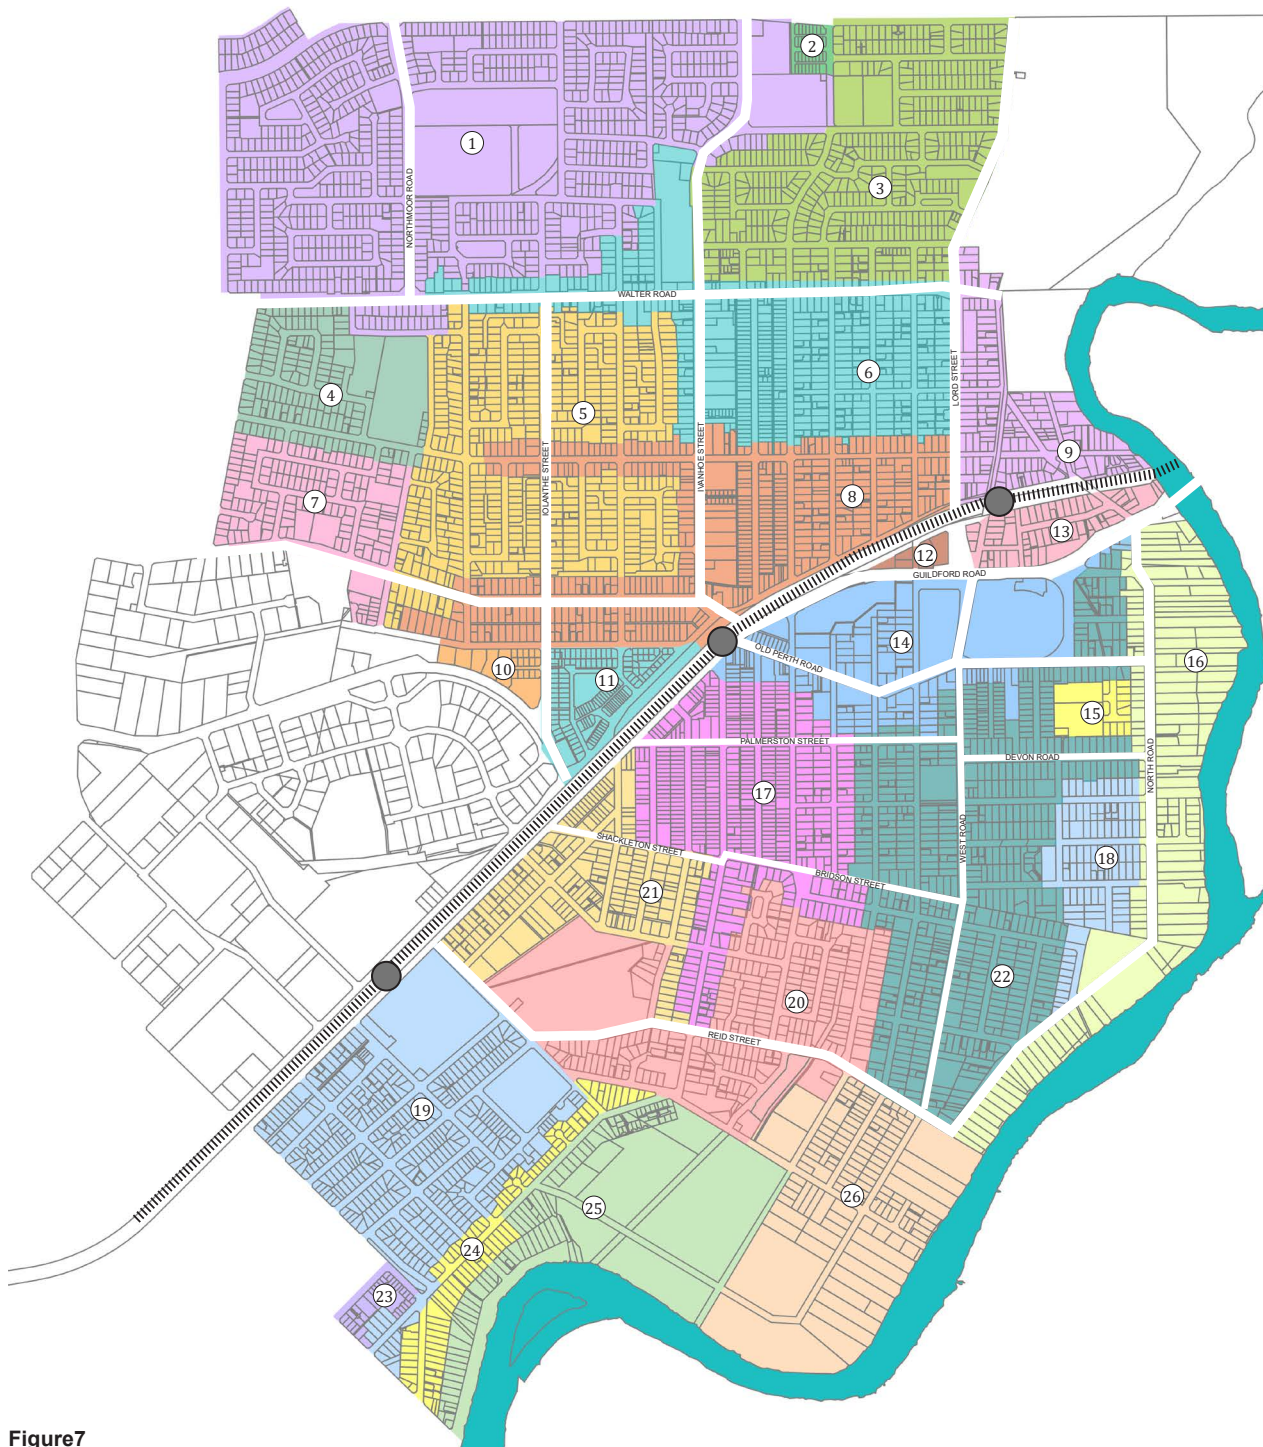 2
1
NORTHMOOR ROAD
3
WALTER ROAD
4
5
6
LORD STREET
IOLANTHE STREET
IVANHOE STREET
7
8
9
12
13
GUILDFORD ROAD
10
11
OLD PERTH ROAD
14
16
15
PALMERSTON STREET
DEVON ROAD
NORTH ROAD
17
WEST ROAD
SHACKLETON STREET
BRIDSON STREET
18
21
22
20
REID STREET
19
26
25
24
23
Figure7